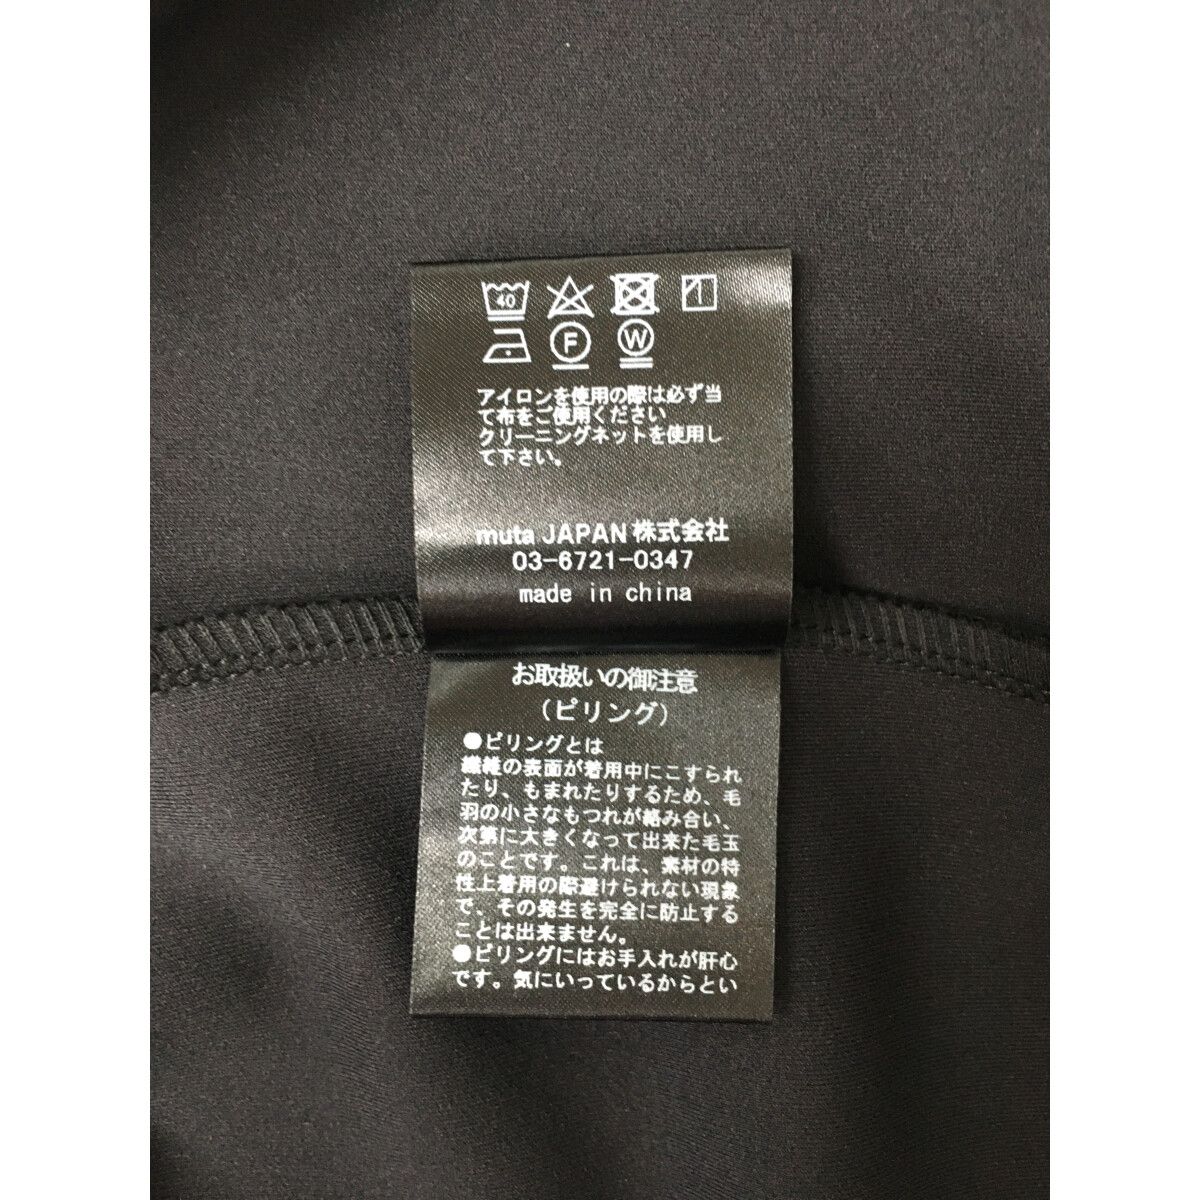 40
F
W
アイロンを使用の際は必ず当
て布をご使用ください
クリーニングネットを使用し
て下さい。
muta JAPAN 株式会社
03-6721-0347
made in china
お取扱いの御注意
（ピリング）
●ピリングとは
繊維の表面が着用中にこすられ
たり、もまれたりするため、毛
羽の小さなもつれが絡み合い、
次第に大きくなって出来た毛玉
のことです。これは、素材の特
性上着用の際避けられない現象
で、その発生を完全に防止する
ことは出来ません。
●ピリングにはお手入れが肝心
です。気にいっているからとい